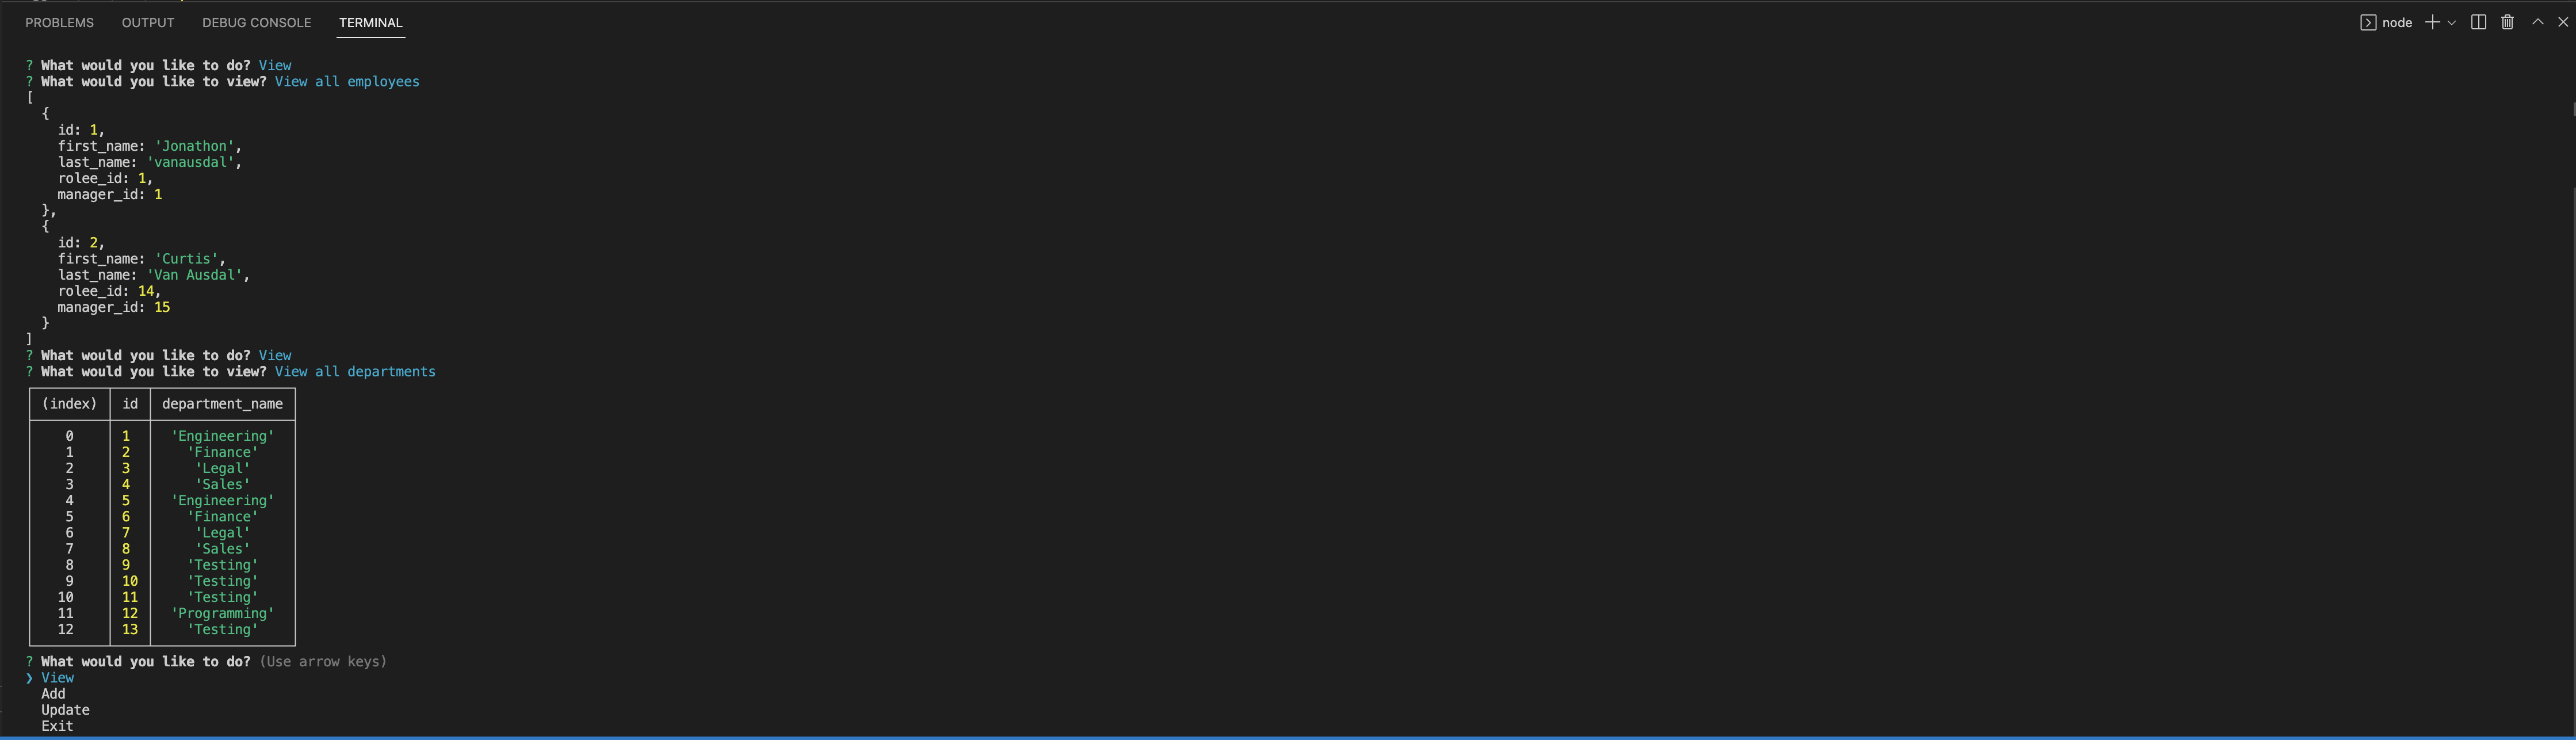 PROBLEMS OUTPUT DEBUG CONSOLE TERMINAL node
? What would you like to do? View
? What would you like to view? View all employees
[
  {
    id: 1,
    first_name: 'Jonathon',
    last_name: 'vanausdal',
    rolee_id: 1,
    manager_id: 1
  },
  {
    id: 2,
    first_name: 'Curtis',
    last_name: 'Van Ausdal',
    rolee_id: 14,
    manager_id: 15
  }
]
? What would you like to do? View
? What would you like to view? View all departments
(index) id department_name
0 1 'Engineering'
1 2 'Finance'
2 3 'Legal'
3 4 'Sales'
4 5 'Engineering'
5 6 'Finance'
6 7 'Legal'
7 8 'Sales'
8 9 'Testing'
9 10 'Testing'
10 11 'Testing'
11 12 'Programming'
12 13 'Testing'
? What would you like to do? (Use arrow keys)
❯ View
  Add
  Update
  Exit